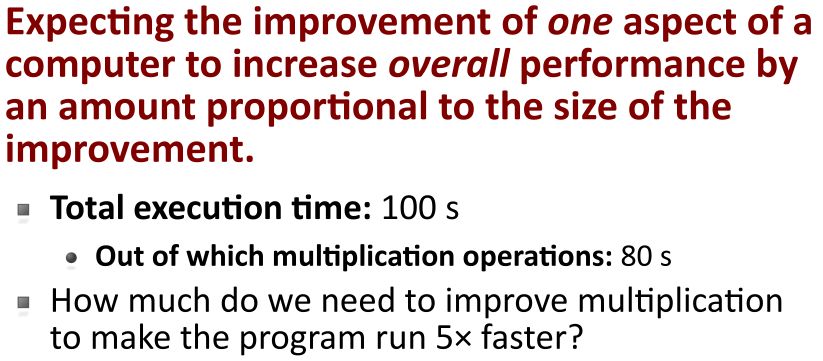 Expecting the improvement of one aspect of a
computer to increase overall performance by
an amount proportional to the size of the
improvement.
Total execution time: 100 s
Out of which multiplication operations: 80 s
How much do we need to improve multiplication
to make the program run 5× faster?